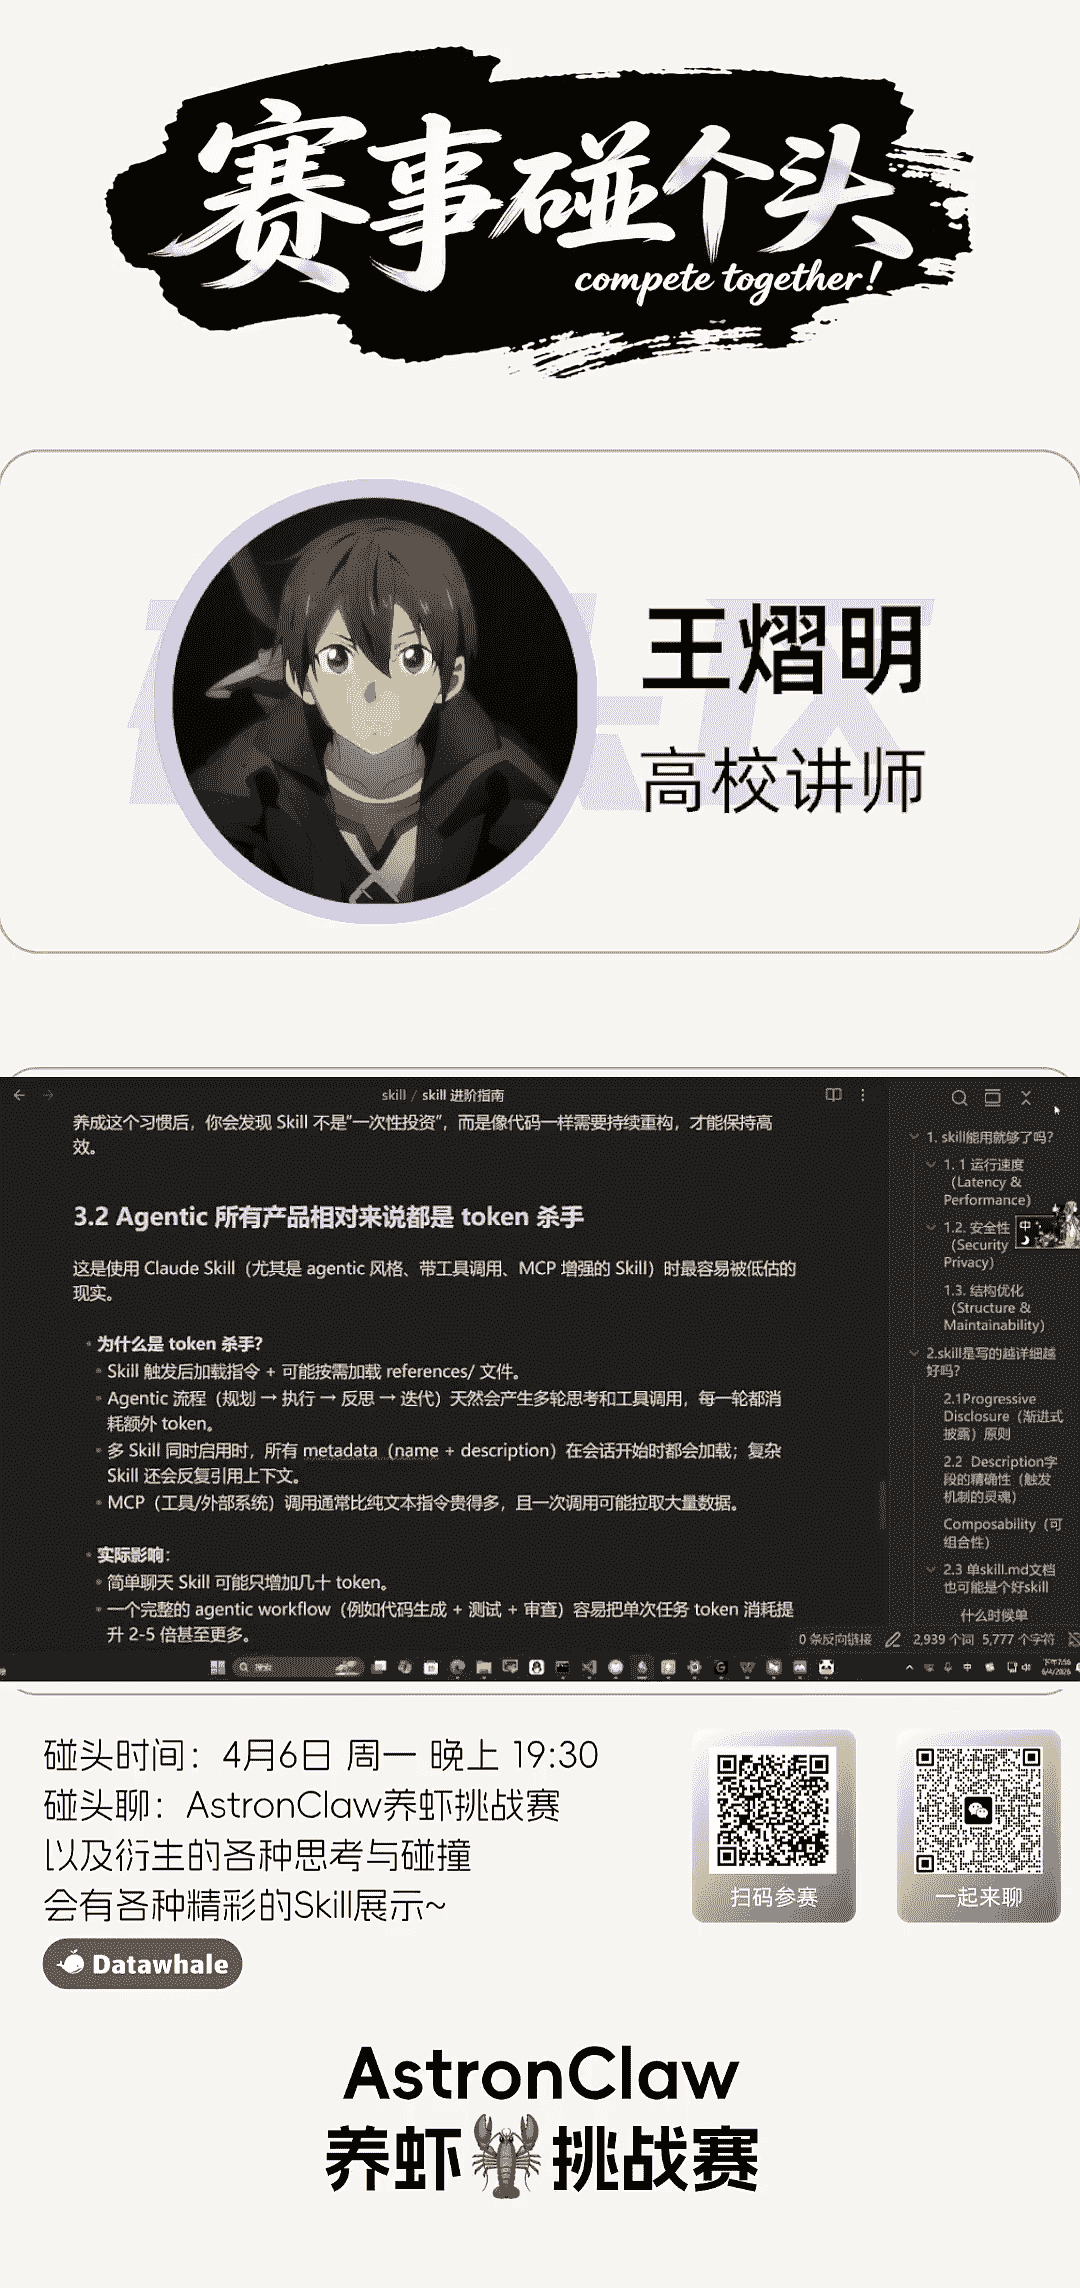 赛事碰个头
compete together!
王熠明
高校讲师
skill / skill 进阶指南
养成这个习惯后，你会发现 Skill 不是“一次性投资”，而是像代码一样需要持续重构，才能保持高
效。
3.2 Agentic 所有产品相对来说都是 token 杀手
这是使用 Claude Skill（尤其是 agentic 风格、带工具调用、MCP 增强的 Skill）时最容易被低估的
现实。
为什么是 token 杀手？
Skill 触发后加载指令 + 可能按需加载 references/ 文件。
Agentic 流程（规划 → 执行 → 反思 → 迭代）天然会产生多轮思考和工具调用，每一轮都消
耗额外 token。
多 Skill 同时启用时，所有 metadata（name + description）在会话开始时都会加载；复杂
Skill 还会反复引用上下文。
MCP（工具/外部系统）调用通常比纯文本指令贵得多，且一次调用可能拉取大量数据。
实际影响：
简单聊天 Skill 可能只增加几十 token。
一个完整的 agentic workflow（例如代码生成 + 测试 + 审查）容易把单次任务 token 消耗提
升 2-5 倍甚至更多。
1. skill能用就够了吗？
1. 1 运行速度
（Latency &
Performance）
1.2. 安全性
（Security
Privacy）
中
1.3. 结构优化
（Structure &
Maintainability）
2.skill是写的越详细越
好吗？
2.1Progressive
Disclosure（渐进式
披露）原则
2.2 Description字
段的精确性（触发
机制的灵魂）
Composability（可
组合性）
2.3 单skill.md文档
也可能是个好skill
什么时候单
0 条反向链接 2,939 个词 5,777 个字符
搜索
中
下午7:56
6/4/2026
碰头时间：4月6日 周一 晚上 19:30
碰头聊：AstronClaw养虾挑战赛
以及衍生的各种思考与碰撞
会有各种精彩的Skill展示~
扫码参赛
一起来聊
Datawhale
AstronClaw
养虾挑战赛